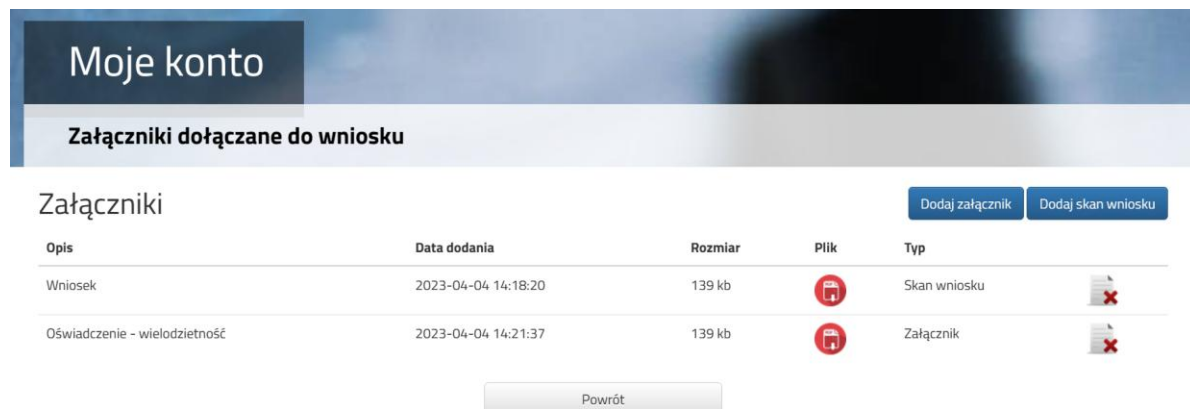 Moje konto
Załączniki dołączane do wniosku
Załączniki
Dodaj załącznik Dodaj skan wniosku
Opis Data dodania Rozmiar Plik Typ
Wniosek 2023-04-04 14:18:20 139 kb Skan wniosku
Oświadczenie - wielodzietność 2023-04-04 14:21:37 139 kb Załącznik
Powrót